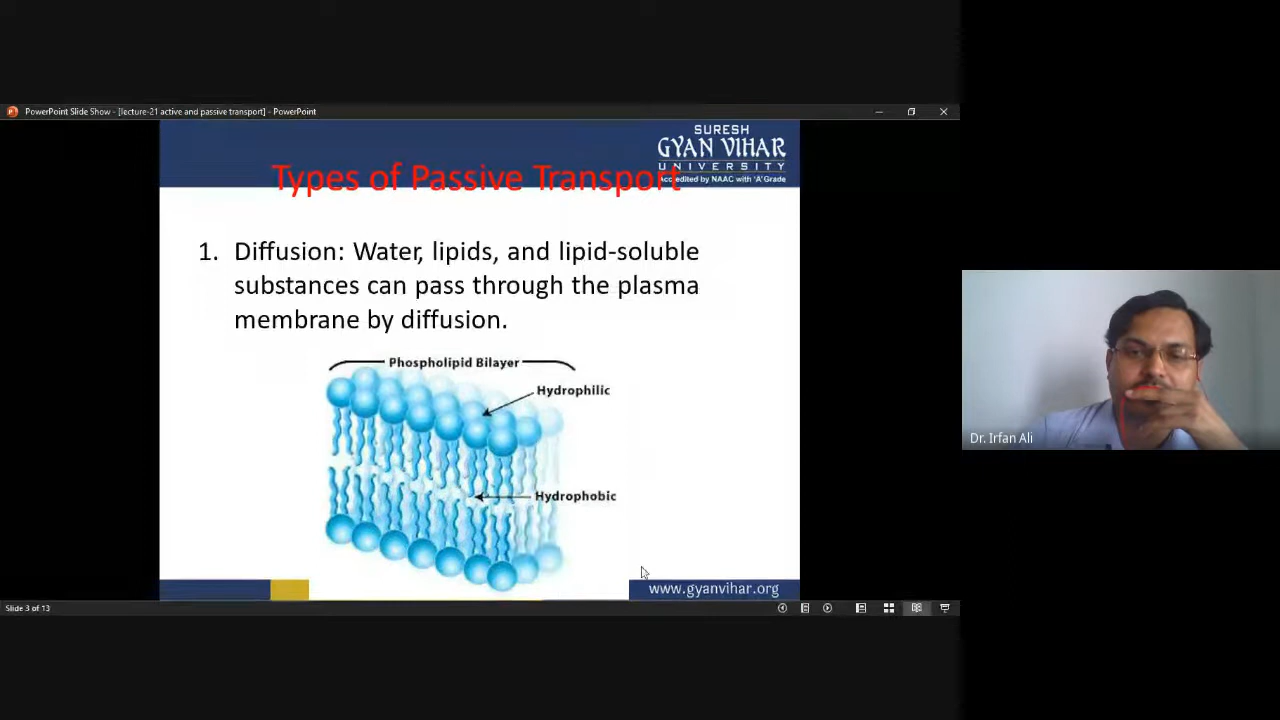 PowerPoint Slide Show - [lecture-21 active and passive transport] - PowerPoint
SURESH
GYAN VIHAR
UNIVERSITY
Accredited by NAAC with 'A' Grade
Types of Passive Transport
1. Diffusion: Water, lipids, and lipid-soluble
substances can pass through the plasma
membrane by diffusion.
Phospholipid Bilayer
Hydrophilic
Hydrophobic
Dr. Irfan Ali
www.gyanvihar.org
Slide 3 of 13